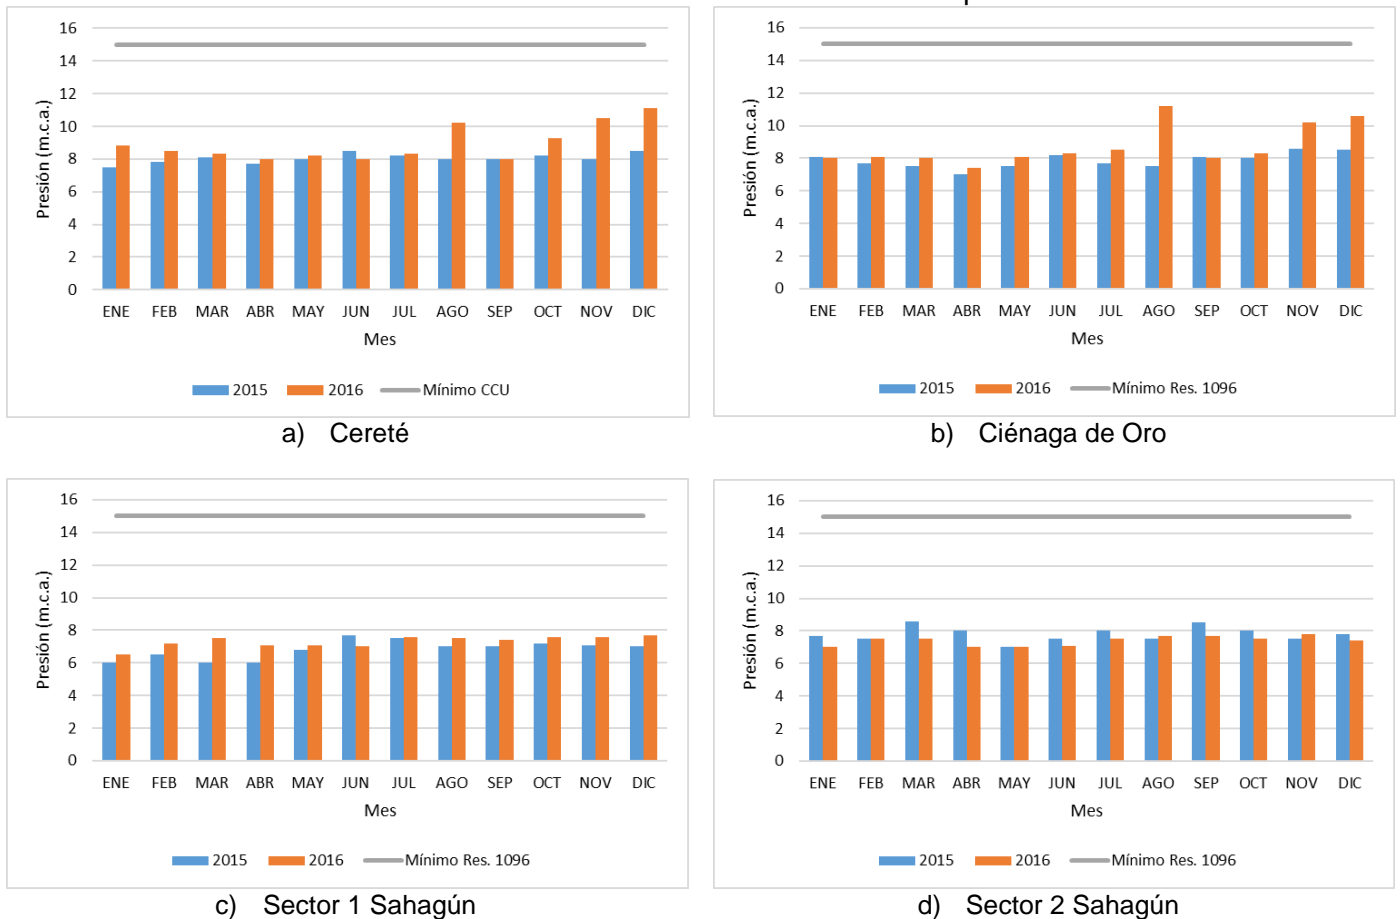 16
14
12
10
8
6
4
2
0
Presión (m.c.a.)
ENE FEB MAR ABR MAY JUN JUL AGO SEP OCT NOV DIC
Mes
2015 2016 Mínimo CCU
a) Cereté
16
14
12
10
8
6
4
2
0
Presión (m.c.a.)
ENE FEB MAR ABR MAY JUN JUL AGO SEP OCT NOV DIC
Mes
2015 2016 Mínimo Res. 1096
b) Ciénaga de Oro
16
14
12
10
8
6
4
2
0
Presión (m.c.a.)
ENE FEB MAR ABR MAY JUN JUL AGO SEP OCT NOV DIC
Mes
2015 2016 Mínimo Res. 1096
c) Sector 1 Sahagún
16
14
12
10
8
6
4
2
0
Presión (m.c.a.)
ENE FEB MAR ABR MAY JUN JUL AGO SEP OCT NOV DIC
Mes
2015 2016 Mínimo Res. 1096
d) Sector 2 Sahagún